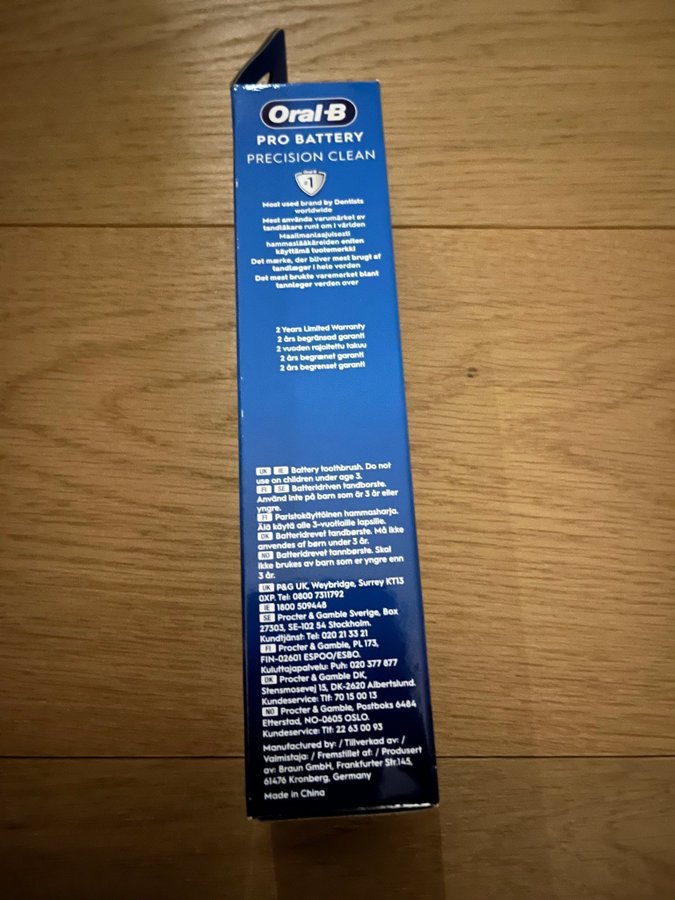 Oral-B
PRO BATTERY
PRECISION CLEAN
Oral-B
#1
Most used brand by Dentists
worldwide
Mest använda varumärket av
tandläkare runt om i världen
Maailmanlaajuisesti
hammaslääkäreiden eniten
käyttämä tuotemerkki
Det mærke, der bliver mest brugt af
tandlæger i hele verden
Det mest brukte varemerket blant
tannleger verden over
2 Years Limited Warranty
2 års begränsad garanti
2 vuoden rajoitettu takuu
2 års begrænset garanti
2 års begrenset garanti
UK IE Battery toothbrush. Do not
use on children under age 3.
FI SE Batteridriven tandborste.
Använd inte på barn som är 3 år eller
yngre.
FI Paristokäyttöinen hammasharja.
Älä käytä alle 3-vuotiaille lapsille.
DK Batteridrevet tandbørste. Må ikke
anvendes af børn under 3 år.
NO Batteridrevet tannbørste. Skal
ikke brukes av barn som er yngre enn
3 år.
UK P&G UK, Weybridge, Surrey KT13
0XP. Tel: 0800 7311792
IE 1800 509448
SE Procter & Gamble Sverige, Box
27303, SE-102 54 Stockholm.
Kundtjänst: Tel: 020 21 33 21
FI Procter & Gamble, PL 173,
FIN-02601 ESPOO/ESBO.
Kuluttajapalvelu: Puh: 020 377 877
DK Procter & Gamble DK,
Stensmosevej 15, DK-2620 Albertslund.
Kundeservice: Tlf: 70 15 00 13
NO Procter & Gamble, Postboks 6484
Etterstad, NO-0605 OSLO.
Kundeservice: Tlf: 22 63 00 93
Manufactured by: / Tillverkad av: /
Valmistaja: / Fremstillet af: / Produsert
av: Braun GmbH, Frankfurter Str.145,
61476 Kronberg, Germany
Made in China